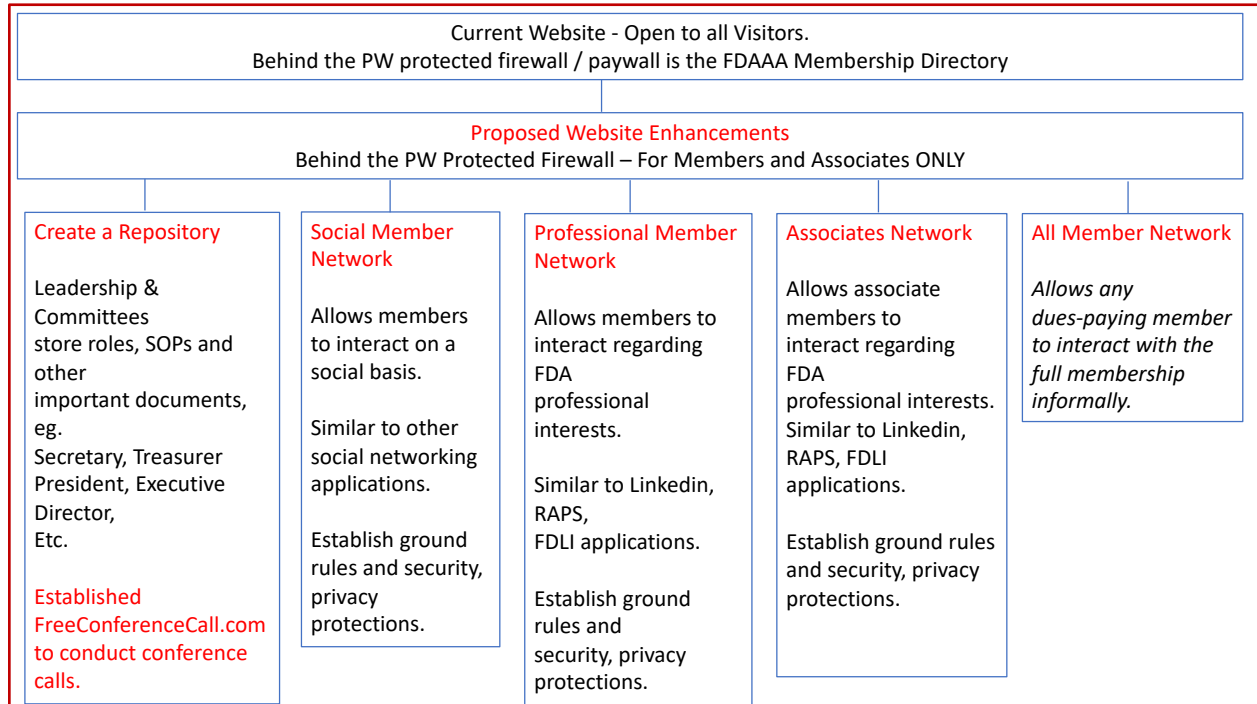 Current Website - Open to all Visitors.
Behind the PW protected firewall / paywall is the FDAAA Membership Directory
Proposed Website Enhancements
Behind the PW Protected Firewall – For Members and Associates ONLY
Create a Repository
Leadership &
Committees
store roles, SOPs and
other
important documents,
eg.
Secretary, Treasurer
President, Executive
Director,
Etc.
Established
FreeConferenceCall.com
to conduct conference
calls.
Social Member
Network
Allows members
to interact on a
social basis.
Similar to other
social networking
applications.
Establish ground
rules and security,
privacy
protections.
Professional Member
Network
Allows members to
interact regarding
FDA
professional
interests.
Similar to Linkedin,
RAPS,
FDLI applications.
Establish ground
rules and
security, privacy
protections.
Associates Network
Allows associate
members to
interact regarding
FDA
professional interests.
Similar to Linkedin,
RAPS, FDLI
applications.
Establish ground rules
and security, privacy
protections.
All Member Network
Allows any
dues-paying member
to interact with the
full membership
informally.